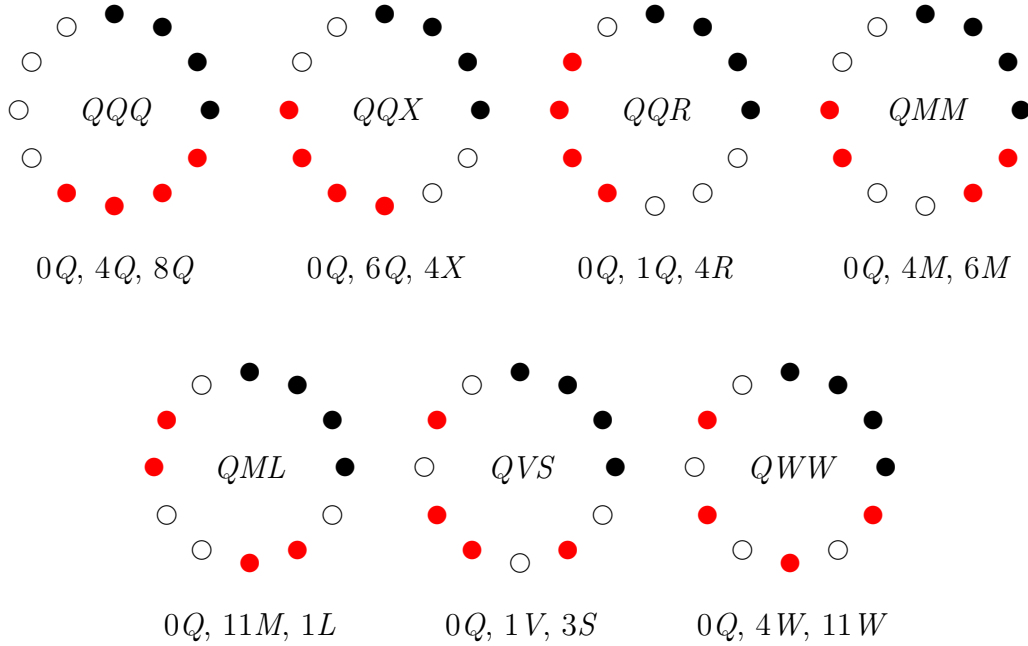 QQQ QQX QQR QMM
0Q, 4Q, 8Q 0Q, 6Q, 4X 0Q, 1Q, 4R 0Q, 4M, 6M
QML QVS QWW
0Q, 11M, 1L 0Q, 1V, 3S 0Q, 4W, 11W